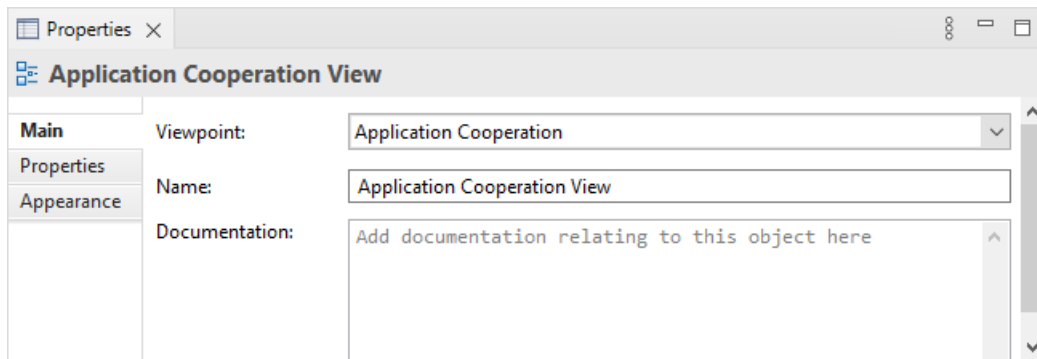 Properties
Application Cooperation View
Main
Viewpoint: Application Cooperation
Properties
Name: Application Cooperation View
Appearance
Documentation: Add documentation relating to this object here